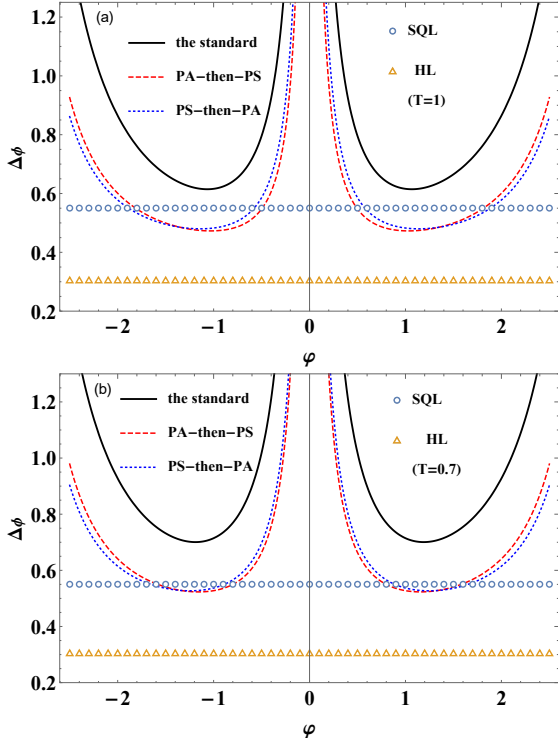 (a)
the standard
PA−then−PS
PS−then−PA
SQL
HL
(T=1)
1.2
1.0
0.8
0.6
0.4
0.2
Δϕ
−2
−1
0
1
2
φ
(b)
the standard
PA−then−PS
PS−then−PA
SQL
HL
(T=0.7)
1.2
1.0
0.8
0.6
0.4
0.2
Δϕ
−2
−1
0
1
2
φ